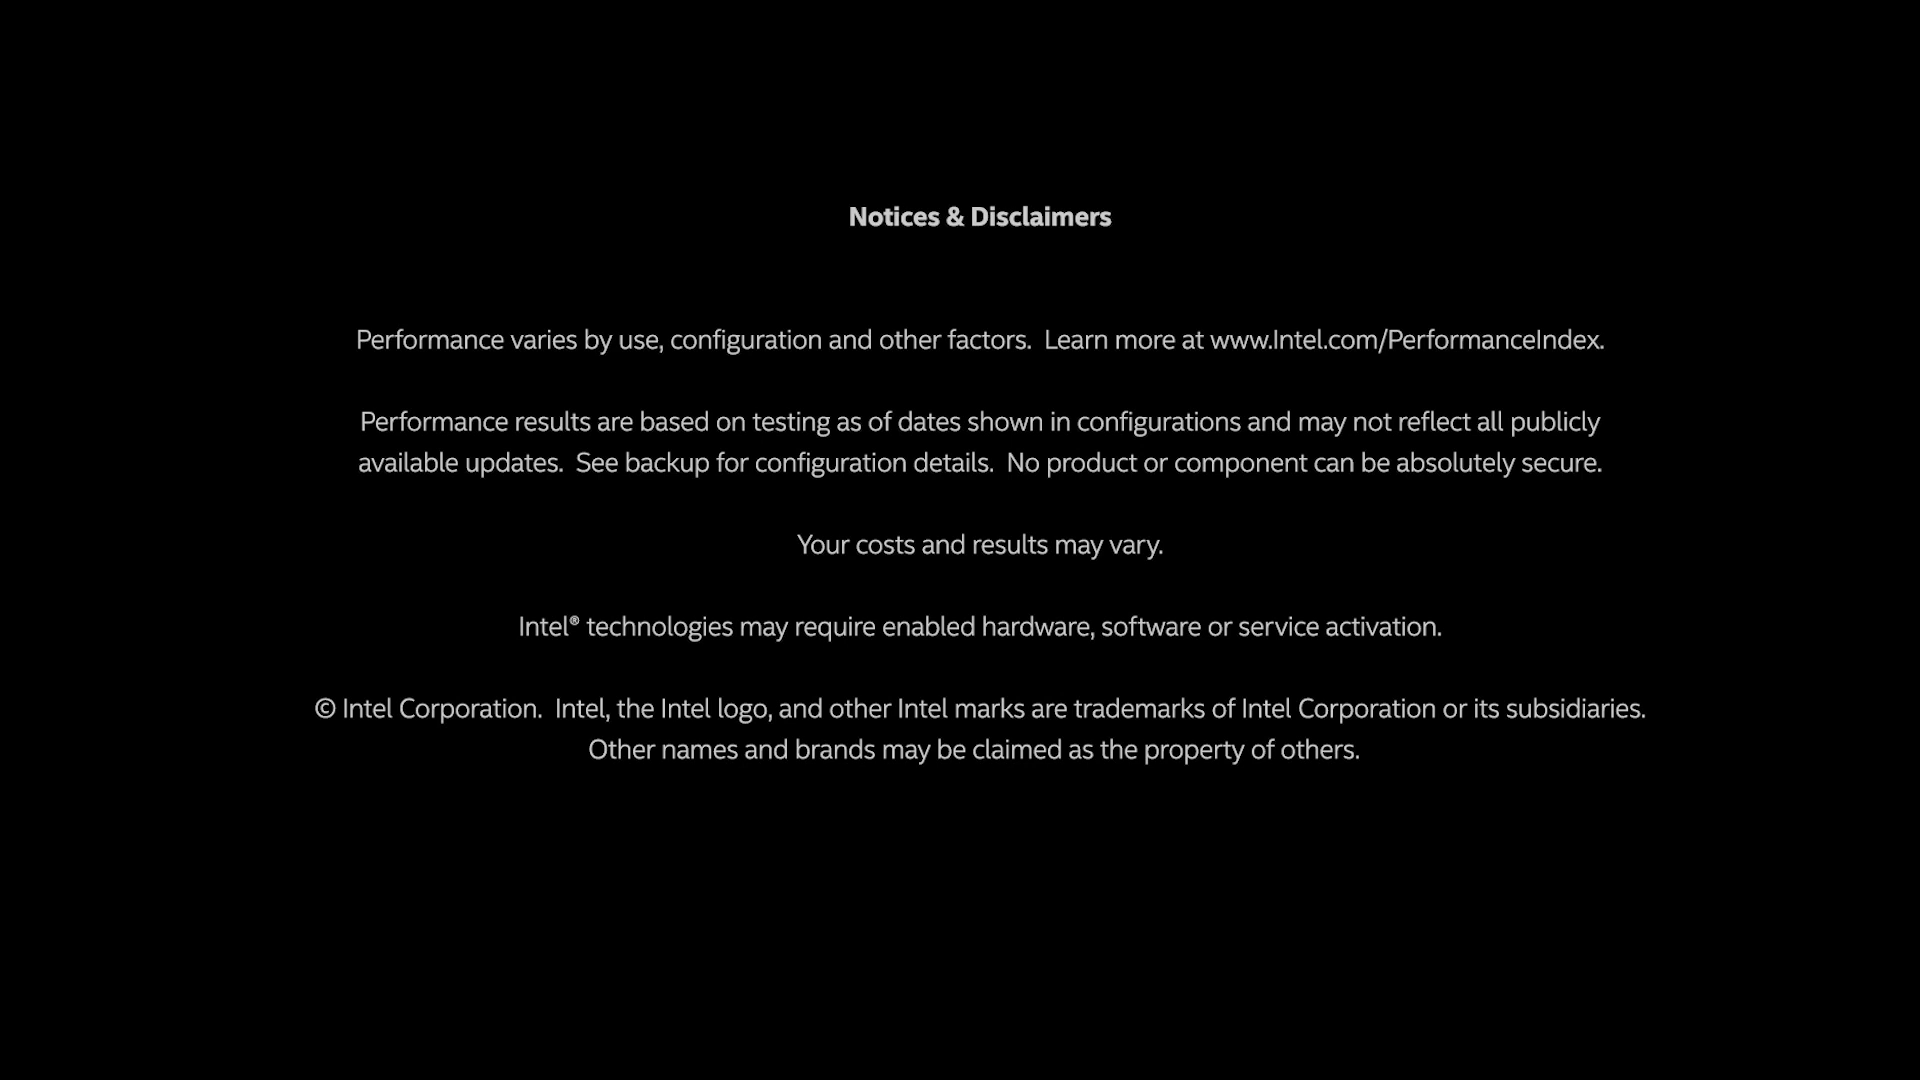 Notices & Disclaimers
Performance varies by use, configuration and other factors.  Learn more at www.Intel.com/PerformanceIndex.
Performance results are based on testing as of dates shown in configurations and may not reflect all publicly
available updates.  See backup for configuration details.  No product or component can be absolutely secure.
Your costs and results may vary.
Intel® technologies may require enabled hardware, software or service activation.
© Intel Corporation.  Intel, the Intel logo, and other Intel marks are trademarks of Intel Corporation or its subsidiaries.
Other names and brands may be claimed as the property of others.